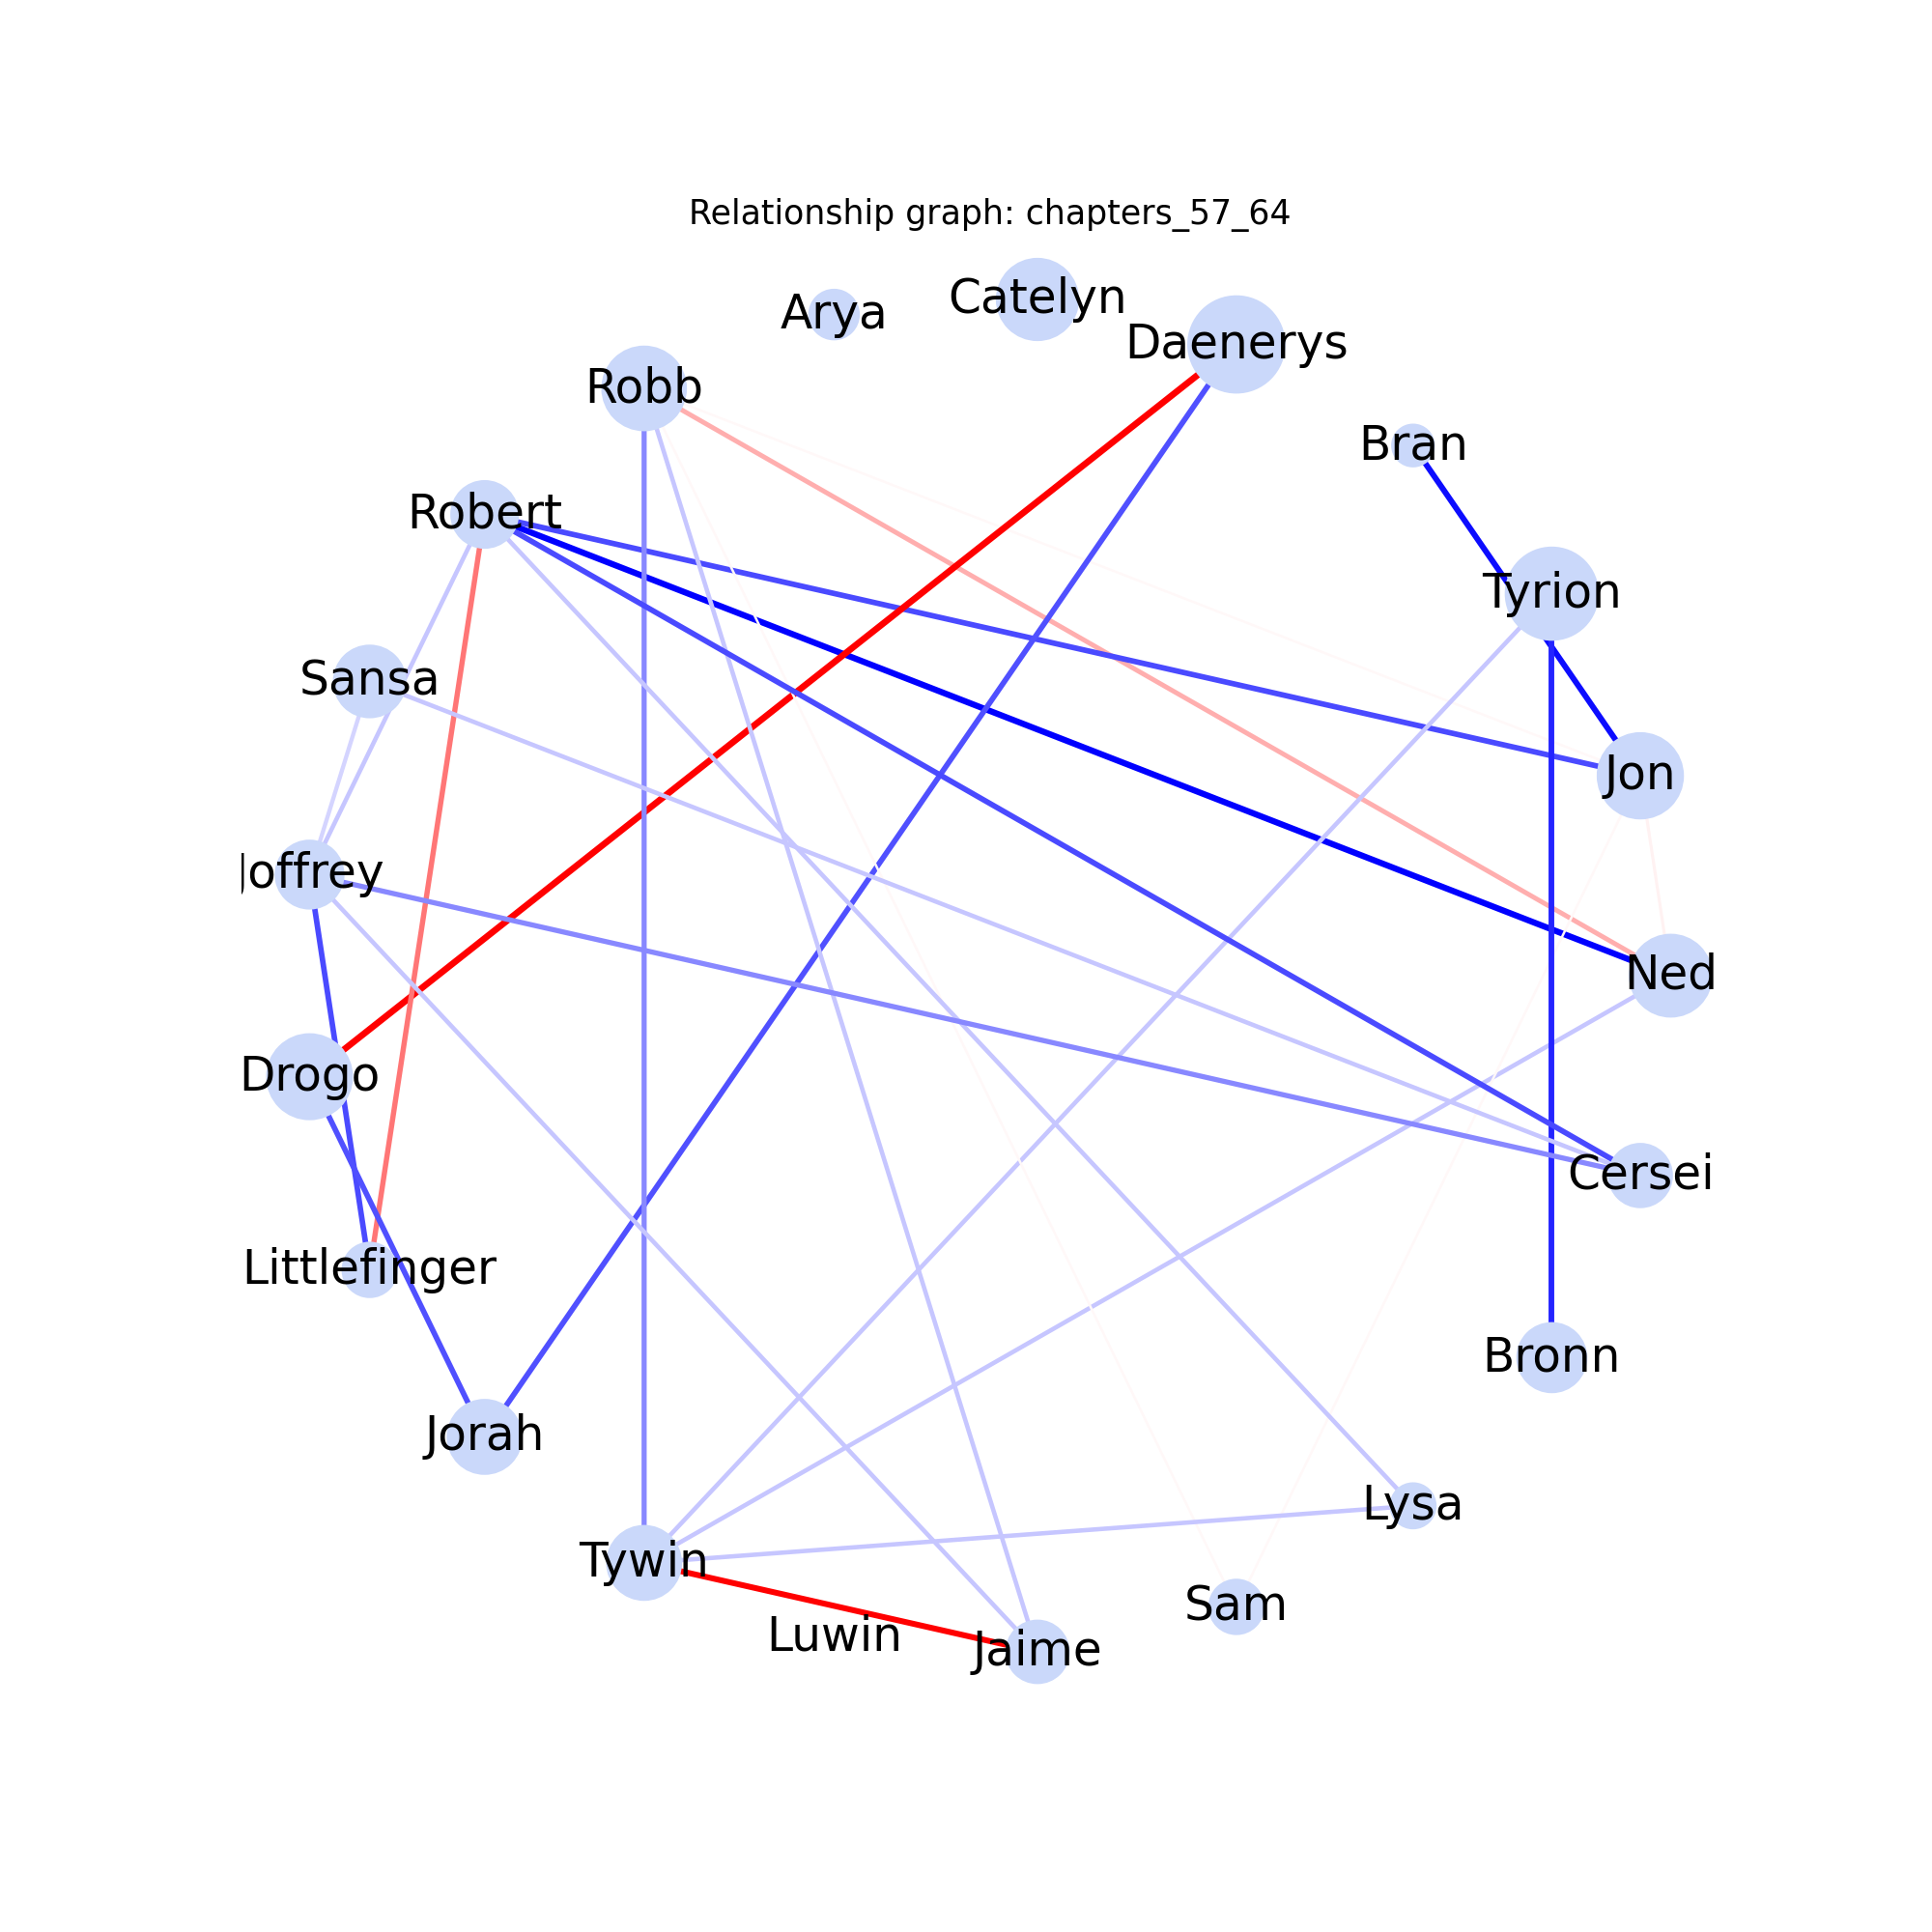 Relationship graph: chapters_57_64
Catelyn
Arya
Daenerys
Robb
Bran
Robert
Tyrion
Sansa
Jon
Joffrey
Ned
Drogo
Cersei
Littlefinger
Bronn
Jorah
Lysa
Tywin
Sam
Luwin
Jaime